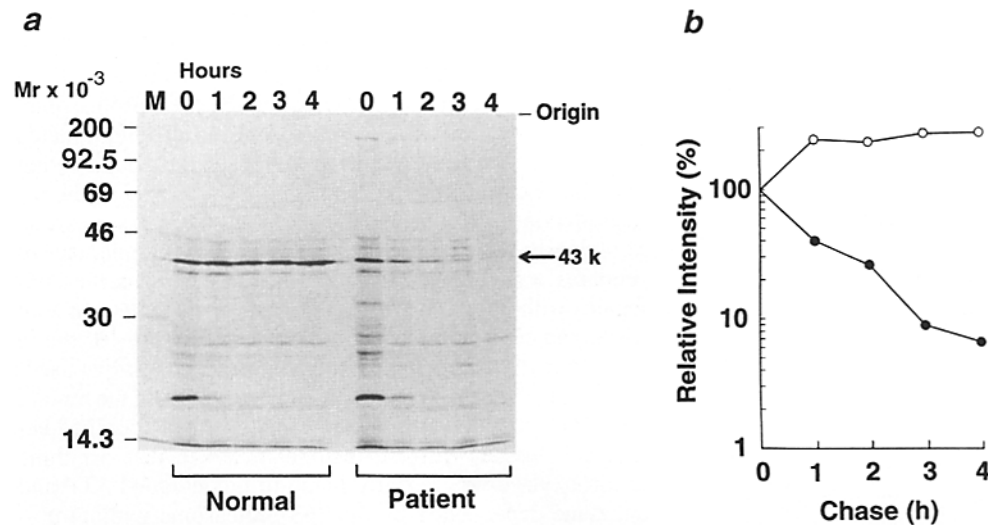 a
Hours
Mr x 10⁻³ M 0 1 2 3 4 0 1 2 3 4 Origin
200
92.5
69
46
43 k
30
14.3
Normal Patient
b
Relative Intensity (%)
100
10
1
0 1 2 3 4
Chase (h)